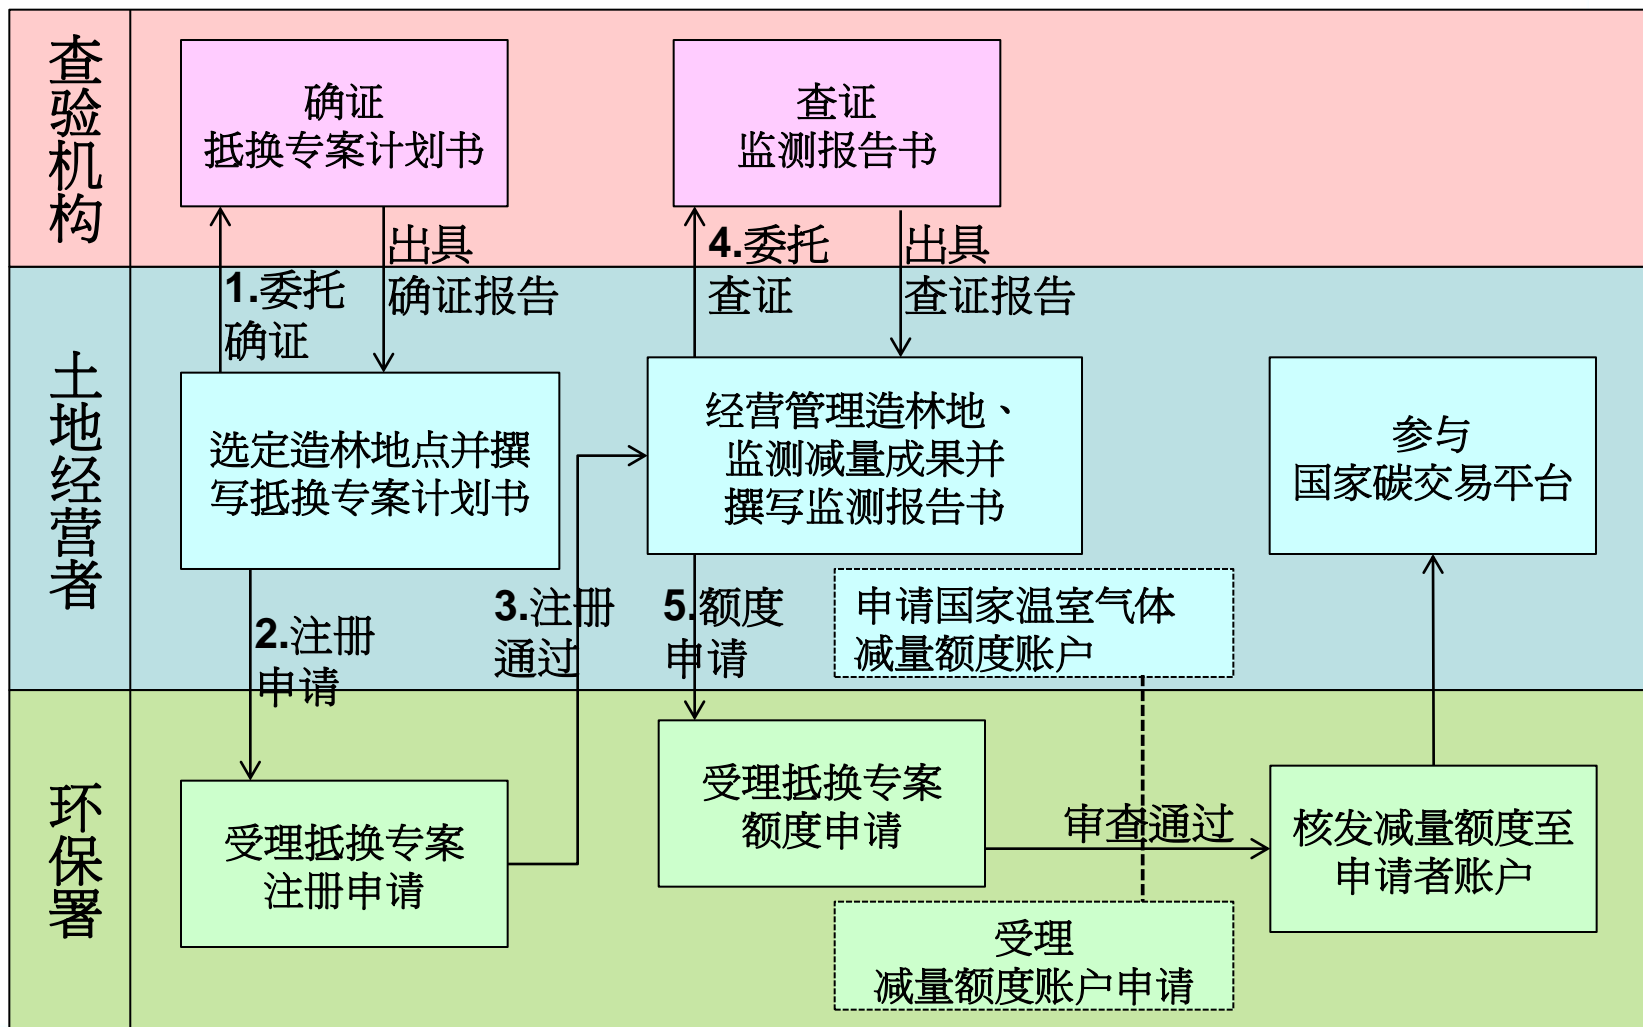 查验机构
确证
抵换专案计划书
查证
监测报告书
1.委托
确证
出具
确证报告
4.委托
查证
出具
查证报告
土地经营者
选定造林地点并撰
写抵换专案计划书
经营管理造林地、
监测减量成果并
撰写监测报告书
参与
国家碳交易平台
2.注册
申请
3.注册
通过
5.额度
申请
申请国家温室气体
减量额度账户
环保署
受理抵换专案
注册申请
受理抵换专案
额度申请
审查通过
核发减量额度至
申请者账户
受理
减量额度账户申请